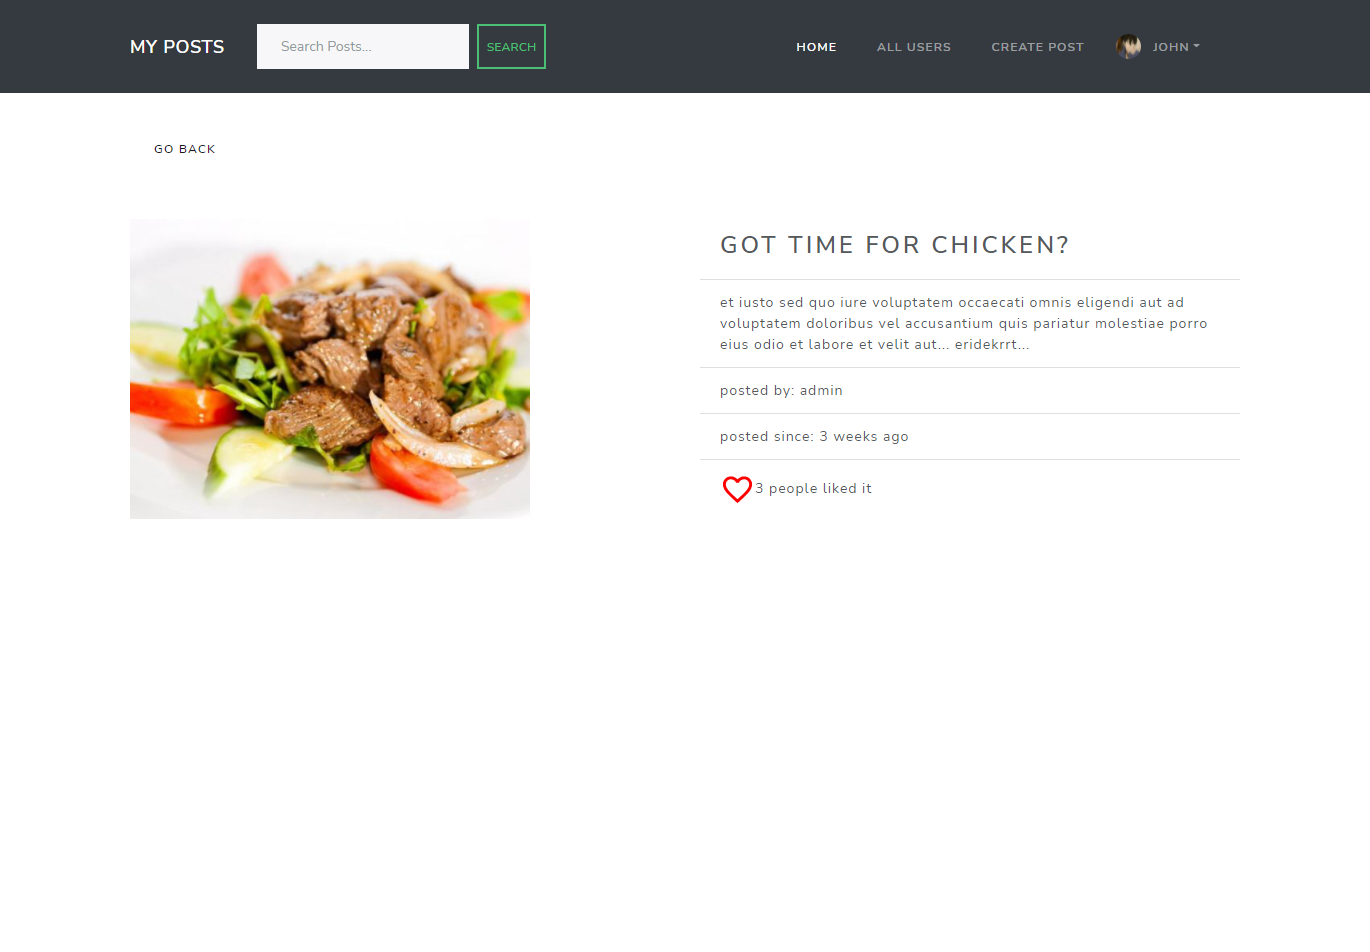 MY POSTS
Search Posts...
SEARCH
HOME
ALL USERS
CREATE POST
JOHN
GO BACK
GOT TIME FOR CHICKEN?
et iusto sed quo iure voluptatem occaecati omnis eligendi aut ad
voluptatem doloribus vel accusantium quis pariatur molestiae porro
eius odio et labore et velit aut... eridekrrt...
posted by: admin
posted since: 3 weeks ago
3 people liked it